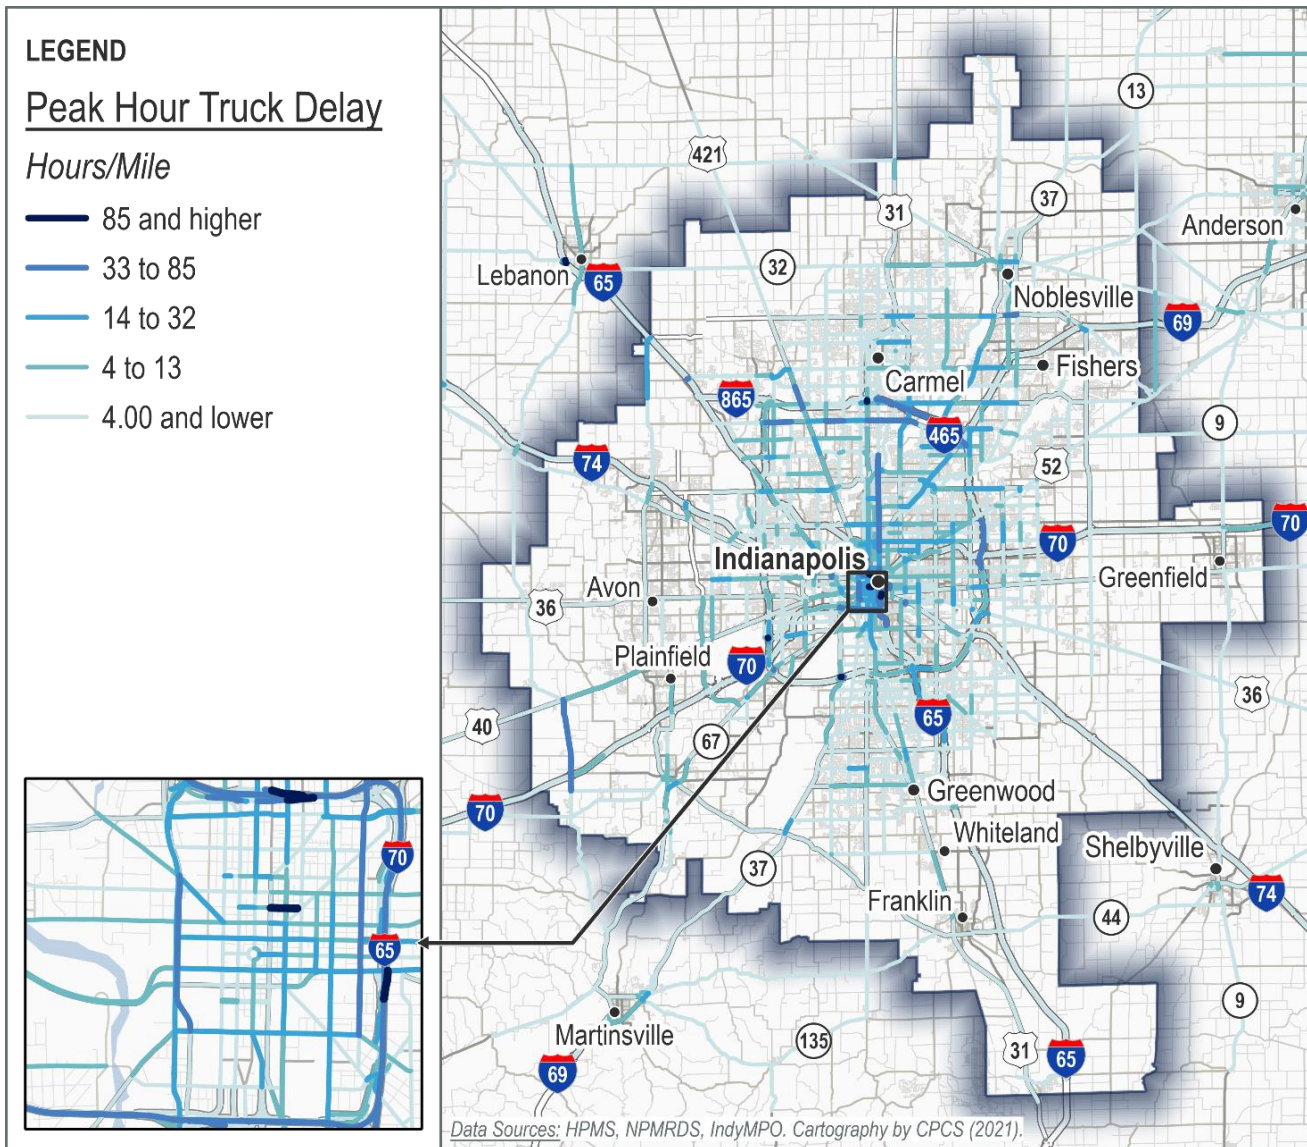 LEGEND
Peak Hour Truck Delay
Hours/Mile
85 and higher
33 to 85
14 to 32
4 to 13
4.00 and lower
13
421
37
31
Anderson
Lebanon
65
32
Noblesville
69
Fishers
Carmel
865
9
465
74
52
70
70
Indianapolis
Greenfield
Avon
36
Plainfield
70
36
65
40
67
Greenwood
70
Whiteland
Shelbyville
37
74
Franklin
44
9
Martinsville
135
31
65
69
70
65
Data Sources: HPMS, NPMRDS, IndyMPO. Cartography by CPCS (2021).